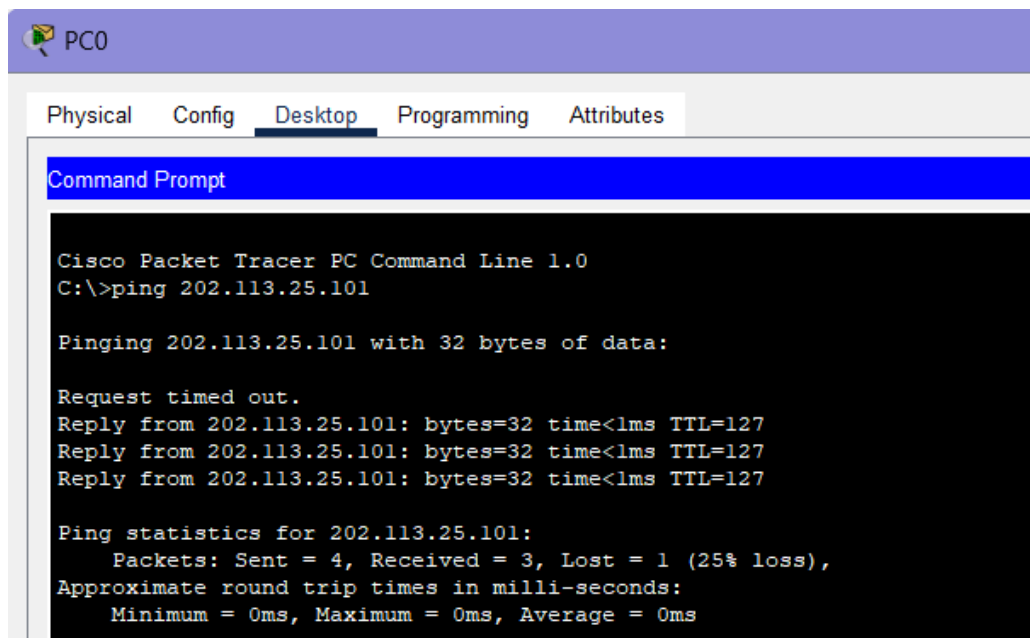 PC0
Physical Config Desktop Programming Attributes
Command Prompt
Cisco Packet Tracer PC Command Line 1.0
C:\>ping 202.113.25.101
Pinging 202.113.25.101 with 32 bytes of data:
Request timed out.
Reply from 202.113.25.101: bytes=32 time<1ms TTL=127
Reply from 202.113.25.101: bytes=32 time<1ms TTL=127
Reply from 202.113.25.101: bytes=32 time<1ms TTL=127
Ping statistics for 202.113.25.101:
Packets: Sent = 4, Received = 3, Lost = 1 (25% loss),
Approximate round trip times in milli-seconds:
Minimum = 0ms, Maximum = 0ms, Average = 0ms